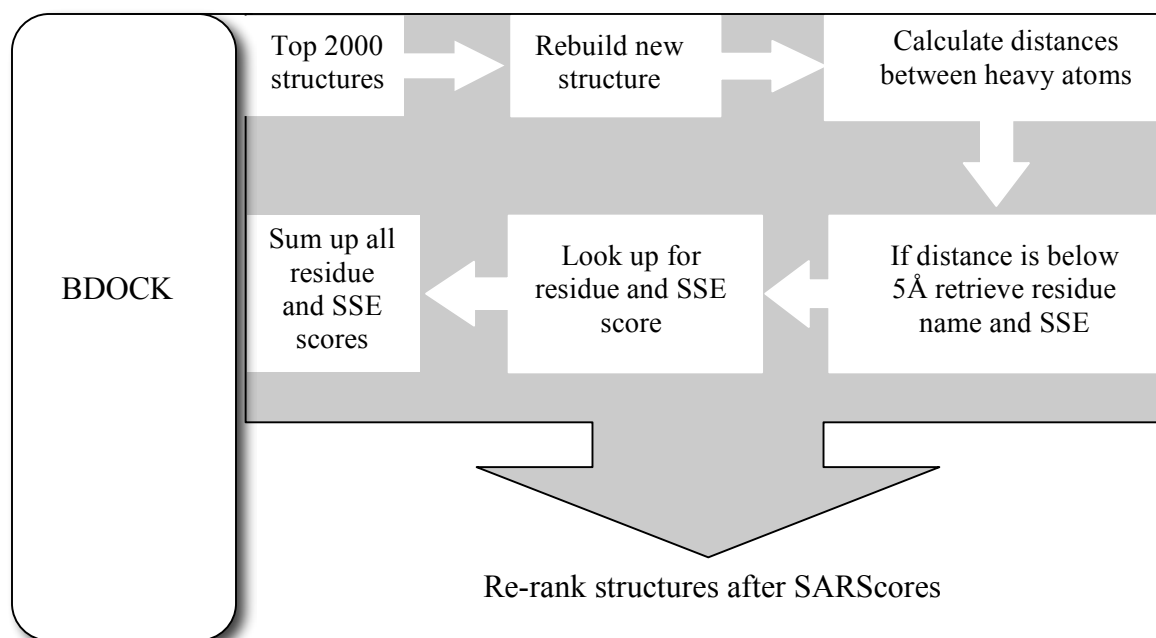 BDOCK
Top 2000
structures
Rebuild new
structure
Calculate distances
between heavy atoms
If distance is below
5Å retrieve residue
name and SSE
Look up for
residue and SSE
score
Sum up all
residue
and SSE
scores
Re-rank structures after SARScores